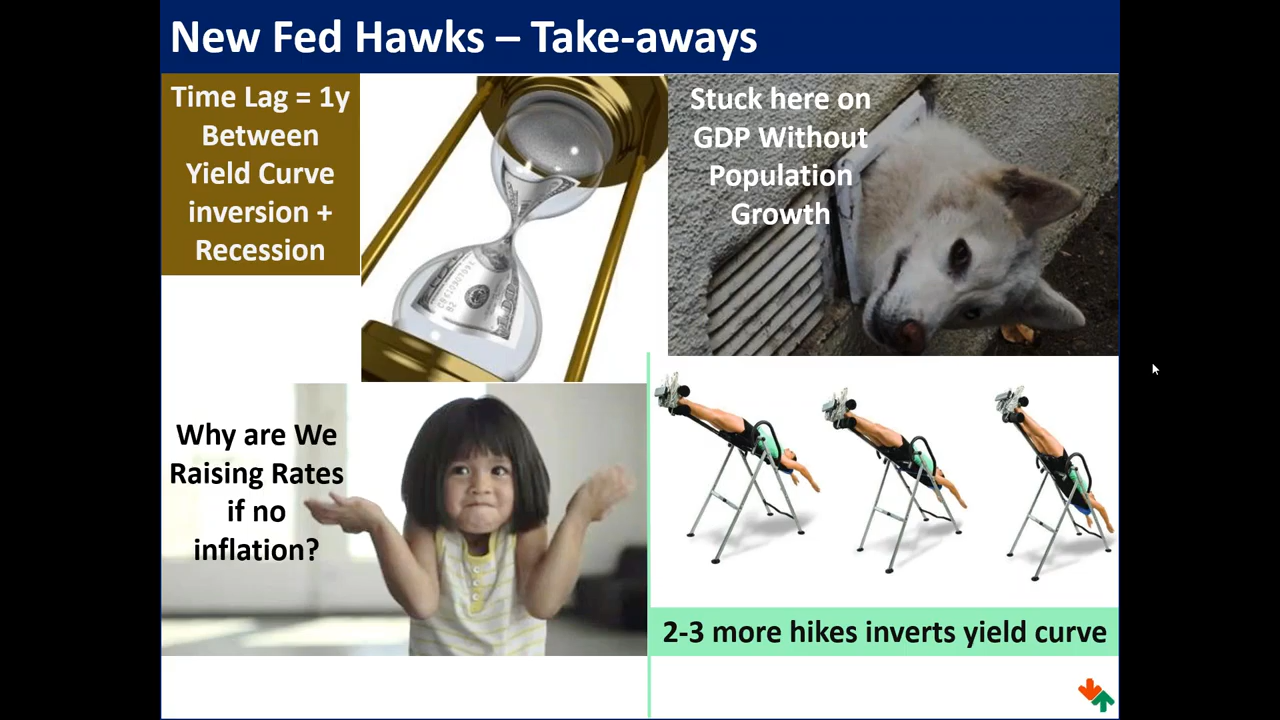 New Fed Hawks – Take-aways
Time Lag = 1y
Between
Yield Curve
inversion +
Recession
Stuck here on
GDP Without
Population
Growth
Why are We
Raising Rates
if no
inflation?
2-3 more hikes inverts yield curve